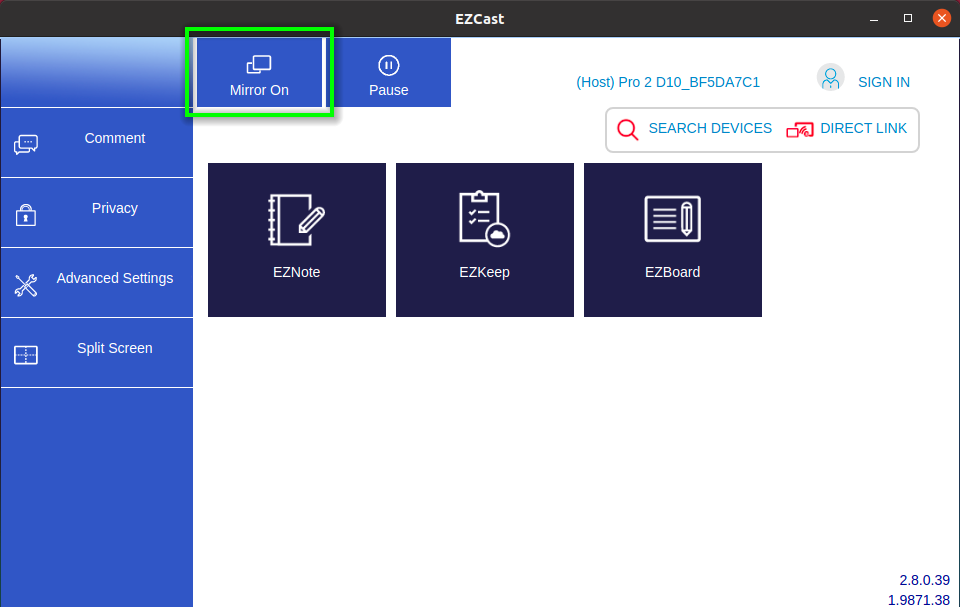 EZCast
Mirror On
Pause
(Host) Pro 2 D10_BF5DA7C1
SIGN IN
SEARCH DEVICES
DIRECT LINK
Comment
Privacy
Advanced Settings
Split Screen
EZNote
EZKeep
EZBoard
2.8.0.39
1.9871.38